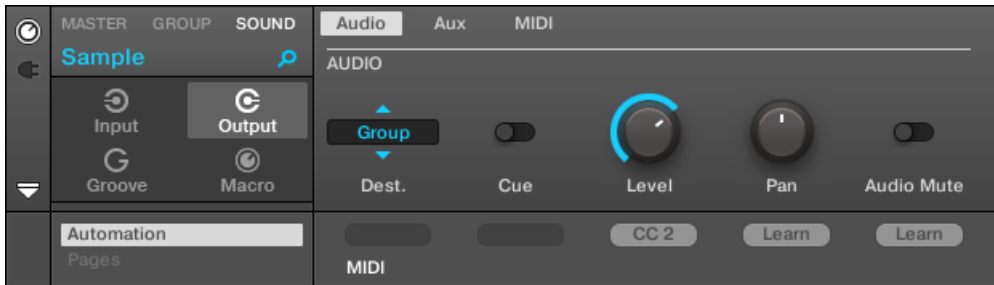 MASTER GROUP SOUND
Sample
Input Output
Groove Macro
Automation
Pages
Audio Aux MIDI
AUDIO
Group
Dest. Cue Level Pan Audio Mute
CC 2 Learn Learn
MIDI